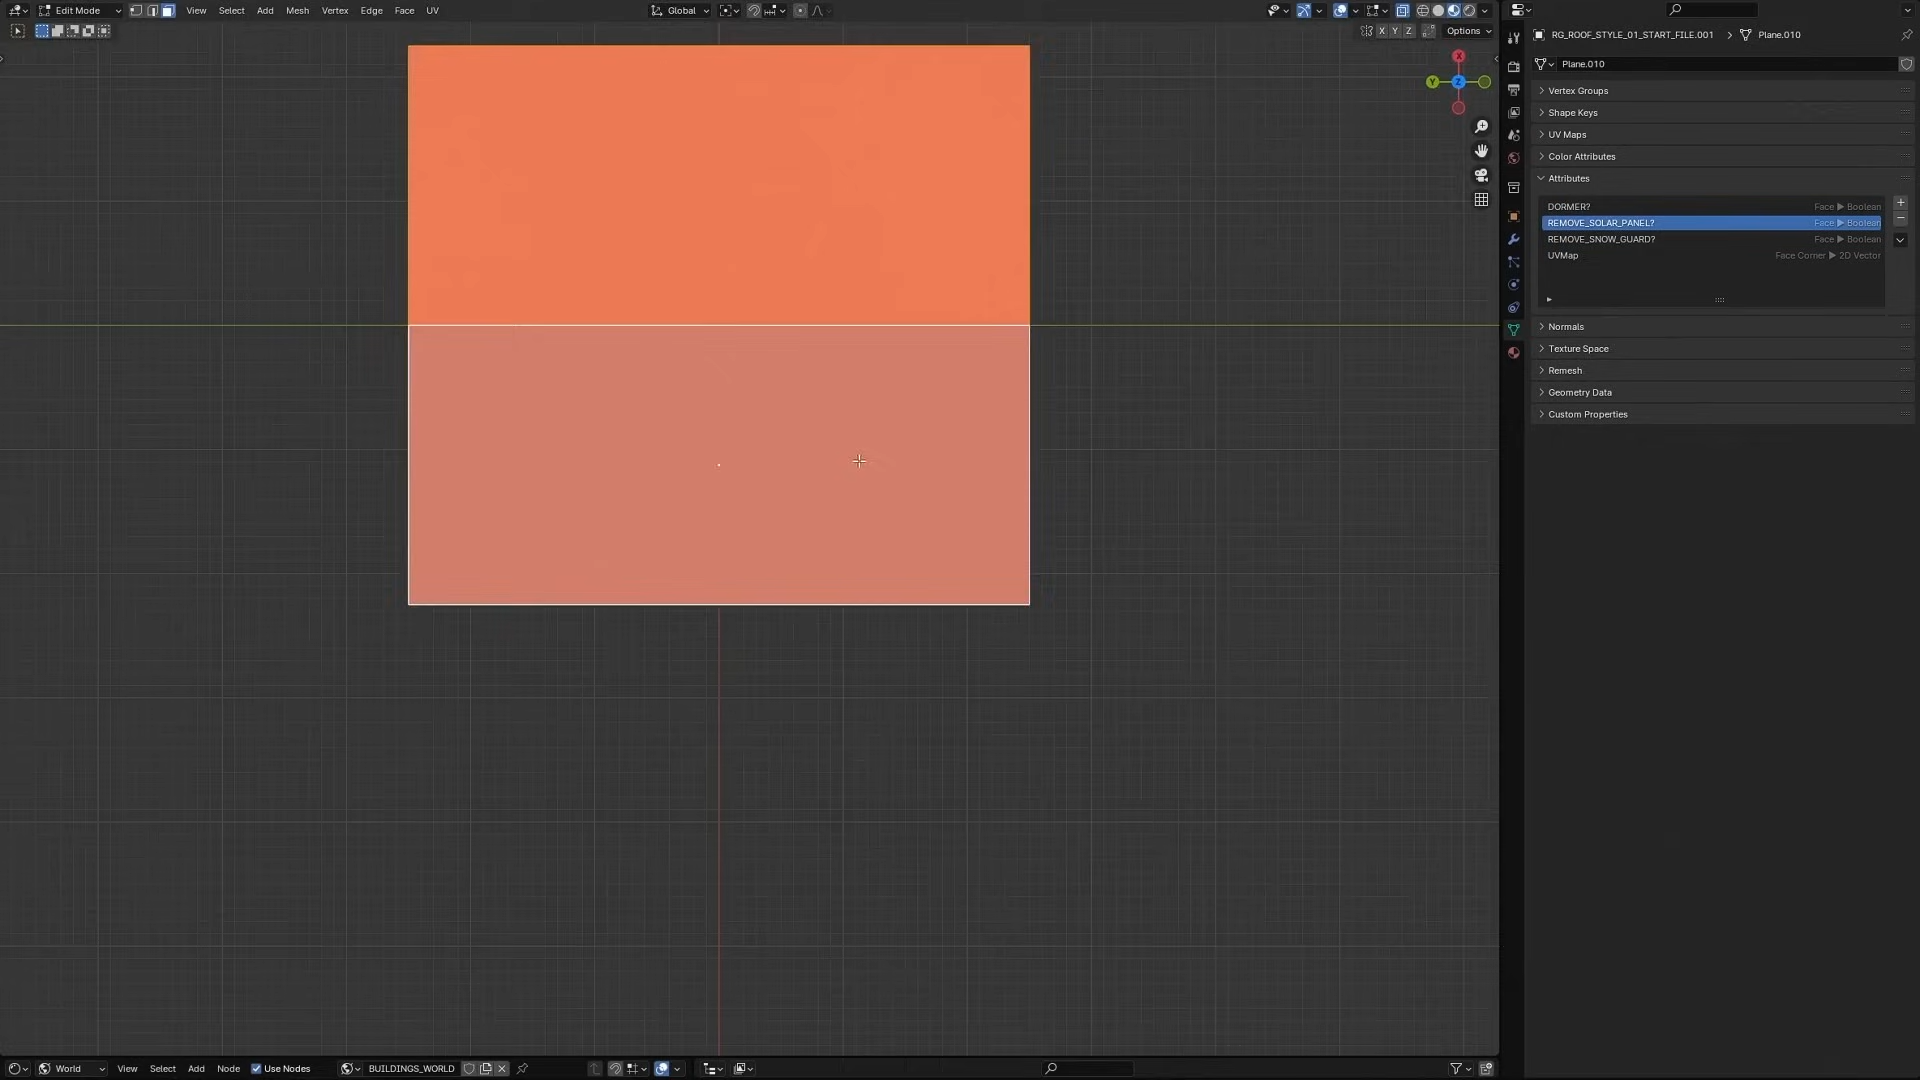 Edit Mode View Select Add Mesh Vertex Edge Face UV Global
X Y Z Options
RG_ROOF_STYLE_01_START_FILE.001 Plane.010
Plane.010
X
Y Z
Vertex Groups
Shape Keys
UV Maps
Color Attributes
Attributes
DORMER? Face ▶ Boolean
REMOVE_SOLAR_PANEL? Face ▶ Boolean
REMOVE_SNOW_GUARD? Face ▶ Boolean
UVMap Face Corner ▶ 2D Vector
Normals
Texture Space
Remesh
Geometry Data
Custom Properties
World View Select Add Node Use Nodes BUILDINGS_WORLD